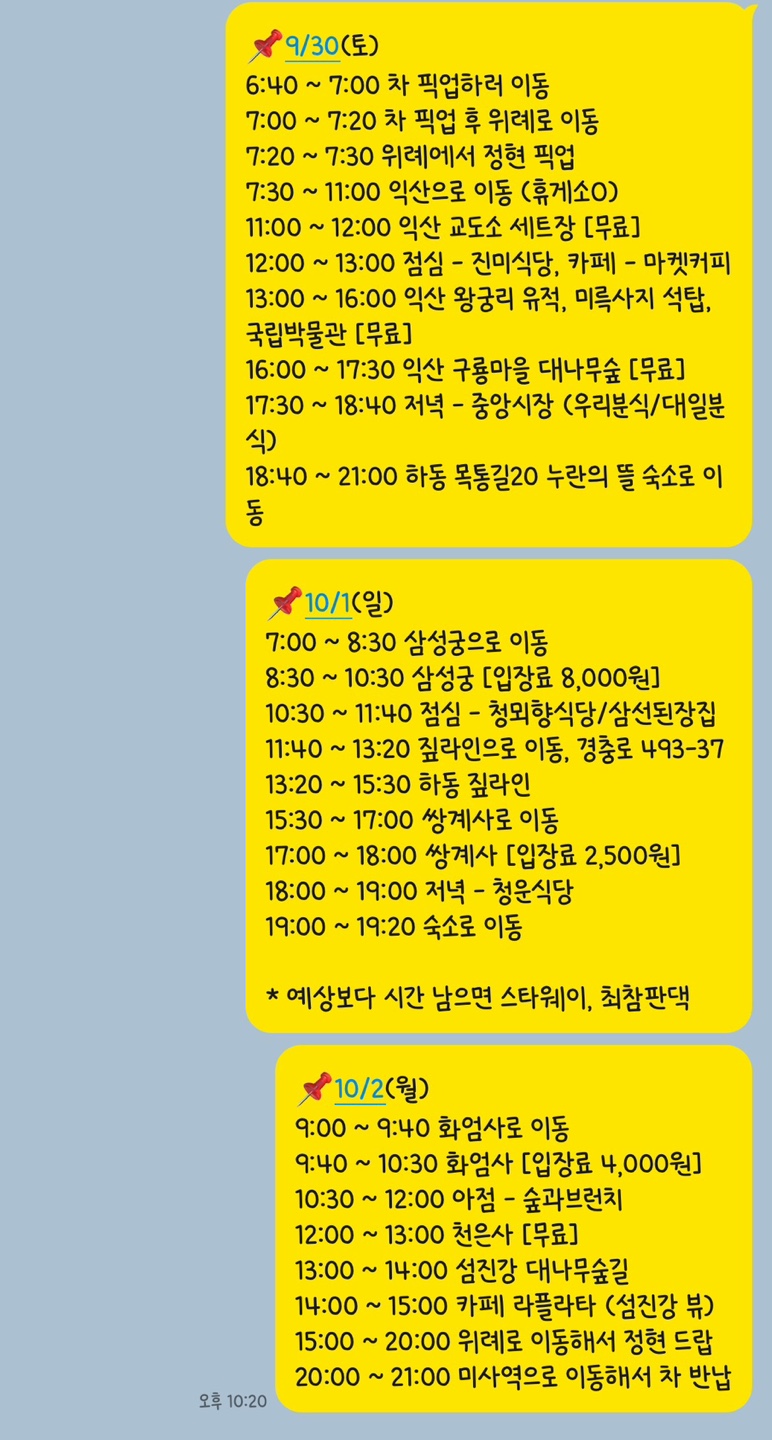 📌9/30(토)
6:40 ~ 7:00 차 픽업하러 이동
7:00 ~ 7:20 차 픽업 후 위례로 이동
7:20 ~ 7:30 위례에서 정현 픽업
7:30 ~ 11:00 익산으로 이동 (휴게소O)
11:00 ~ 12:00 익산 교도소 세트장 [무료]
12:00 ~ 13:00 점심 - 진미식당, 카페 - 마켓커피
13:00 ~ 16:00 익산 왕궁리 유적, 미륵사지 석탑,
국립박물관 [무료]
16:00 ~ 17:30 익산 구룡마을 대나무숲 [무료]
17:30 ~ 18:40 저녁 - 중앙시장 (우리분식/대일분
식)
18:40 ~ 21:00 하동 목통길20 누란의 뜰 숙소로 이
동
📌10/1(일)
7:00 ~ 8:30 삼성궁으로 이동
8:30 ~ 10:30 삼성궁 [입장료 8,000원]
10:30 ~ 11:40 점심 - 청뫼향식당/삼선된장집
11:40 ~ 13:20 짚라인으로 이동, 경충로 493-37
13:20 ~ 15:30 하동 짚라인
15:30 ~ 17:00 쌍계사로 이동
17:00 ~ 18:00 쌍계사 [입장료 2,500원]
18:00 ~ 19:00 저녁 - 청운식당
19:00 ~ 19:20 숙소로 이동
* 예상보다 시간 남으면 스타웨이, 최참판댁
📌10/2(월)
9:00 ~ 9:40 화엄사로 이동
9:40 ~ 10:30 화엄사 [입장료 4,000원]
10:30 ~ 12:00 아점 - 숲과브런치
12:00 ~ 13:00 천은사 [무료]
13:00 ~ 14:00 섬진강 대나무숲길
14:00 ~ 15:00 카페 라플라타 (섬진강 뷰)
15:00 ~ 20:00 위례로 이동해서 정현 드랍
20:00 ~ 21:00 미사역으로 이동해서 차 반납
오후 10:20